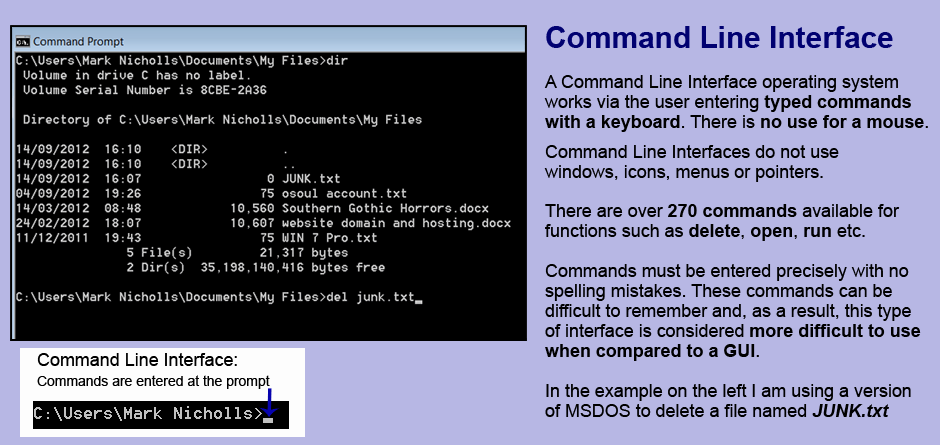 Command Prompt
C:\Users\Mark Nicholls\Documents\My Files>dir
Volume in drive C has no label.
Volume Serial Number is 8CBE-2A36
Directory of C:\Users\Mark Nicholls\Documents\My Files
14/09/2012 16:10 <DIR> .
14/09/2012 16:10 <DIR> ..
14/09/2012 16:07 0 JUNK.txt
04/09/2012 19:26 75 osoul account.txt
14/03/2012 08:48 10,560 Southern Gothic Horrors.docx
24/02/2012 18:07 10,607 website domain and hosting.docx
11/12/2011 19:43 75 WIN 7 Pro.txt
5 File(s) 21,317 bytes
2 Dir(s) 35,198,140,416 bytes free
C:\Users\Mark Nicholls\Documents\My Files>del junk.txt_
Command Line Interface:
Commands are entered at the prompt
C:\Users\Mark Nicholls>_
Command Line Interface
A Command Line Interface operating system
works via the user entering typed commands
with a keyboard. There is no use for a mouse.
Command Line Interfaces do not use
windows, icons, menus or pointers.
There are over 270 commands available for
functions such as delete, open, run etc.
Commands must be entered precisely with no
spelling mistakes. These commands can be
difficult to remember and, as a result, this type
of interface is considered more difficult to use
when compared to a GUI.
In the example on the left I am using a version
of MSDOS to delete a file named JUNK.txt